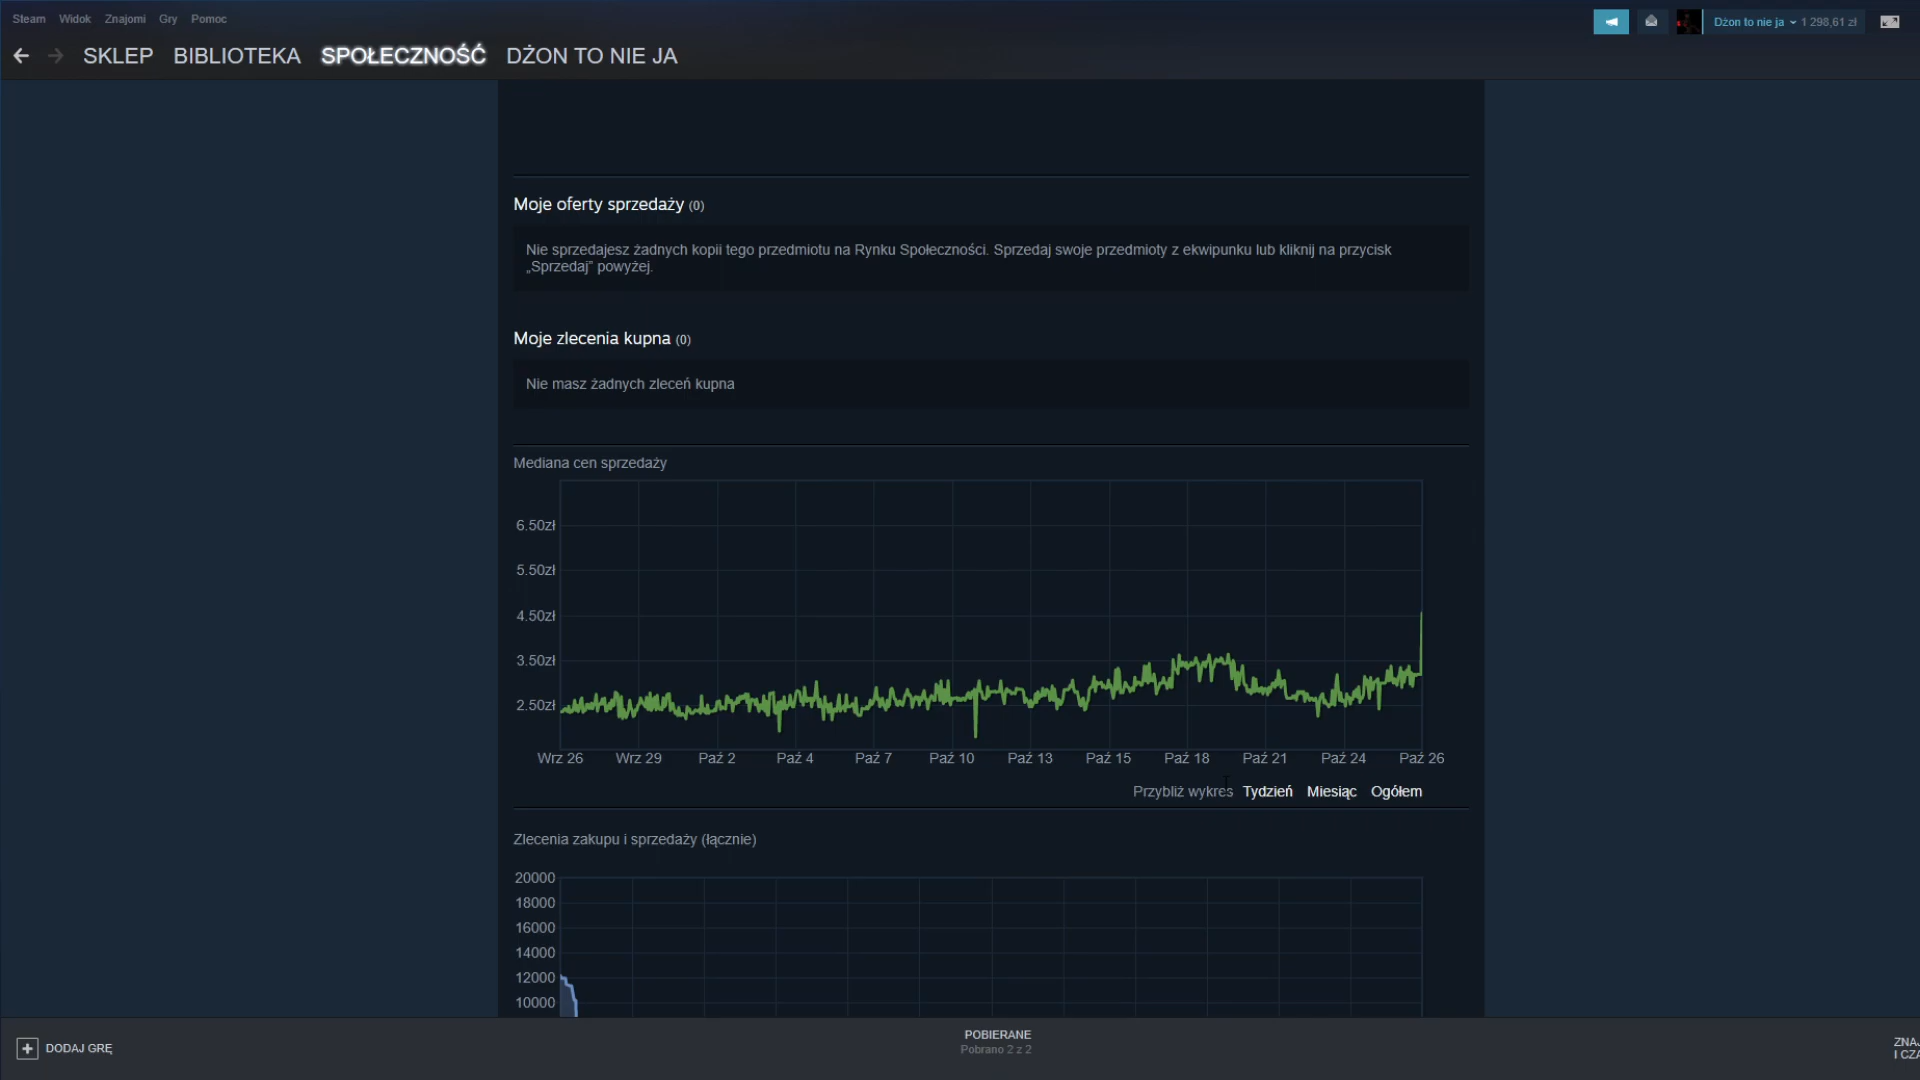 Steam Widok Znajomi Gry Pomoc
Dżon to nie ja 1 298,61 zł
SKLEP BIBLIOTEKA SPOŁECZNOŚĆ DŻON TO NIE JA
Moje oferty sprzedaży (0)
Nie sprzedajesz żadnych kopii tego przedmiotu na Rynku Społeczności. Sprzedaj swoje przedmioty z ekwipunku lub kliknij na przycisk
„Sprzedaj” powyżej.
Moje zlecenia kupna (0)
Nie masz żadnych zleceń kupna
Mediana cen sprzedaży
6.50zł
5.50zł
4.50zł
3.50zł
2.50zł
Wrz 26 Wrz 29 Paź 2 Paź 4 Paź 7 Paź 10 Paź 13 Paź 15 Paź 18 Paź 21 Paź 24 Paź 26
Przybliż wykres Tydzień Miesiąc Ogółem
Zlecenia zakupu i sprzedaży (łącznie)
20000
18000
16000
14000
12000
10000
DODAJ GRĘ
POBIERANE
Pobrano 2 z 2
ZNAJ
I CZA